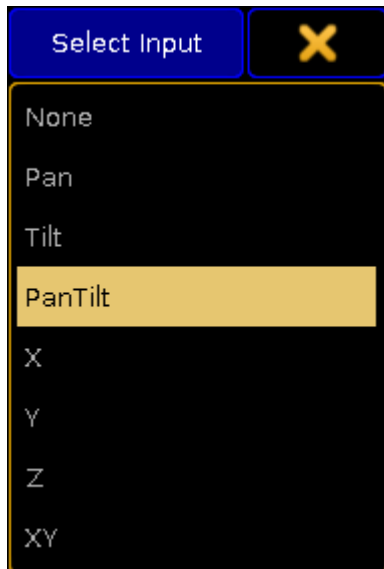 Select Input
None
Pan
Tilt
PanTilt
X
Y
Z
XY